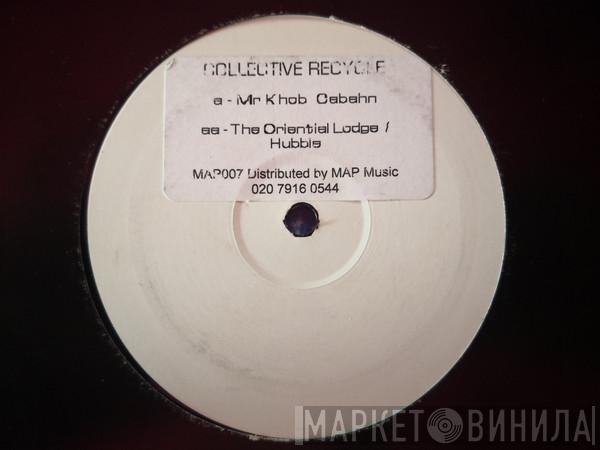 COLLECTIVE RECYCLE
a - Mr Khob Cabahn
aa - The Oriential Lodge /
Hubble
MAP007 Distributed by MAP Music
020 7916 0544
МАРКЕТ ВИНИЛА